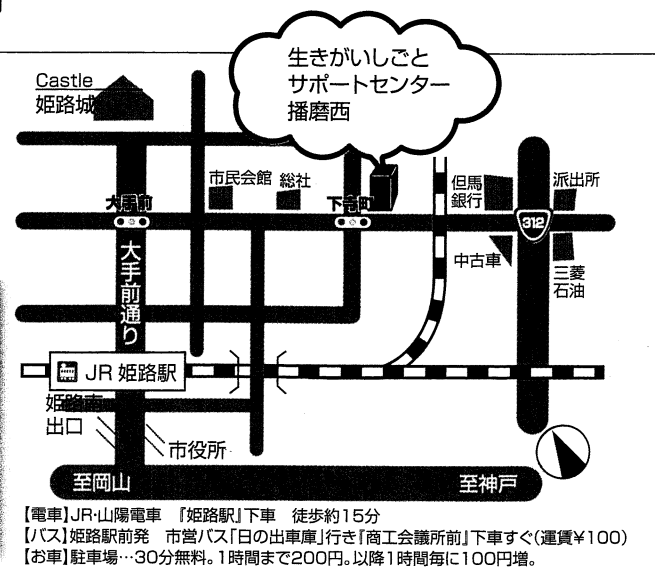 生きがいしごと
サポートセンター
播磨西
Castle
姫路城
市民会館
総社
但馬
銀行
派出所
大手前
下寺町
312
中古車
三菱
石油
大手前通り
JR 姫路駅
姫路南
出口
市役所
至岡山
至神戸
【電車】JR・山陽電車　『姫路駅』下車　徒歩約15分
【バス】姫路駅前発　市営バス「日の出車庫」行き『商工会議所前』下車すぐ(運賃¥100)
【お車】駐車場…30分無料。1時間まで200円。以降1時間毎に100円増。